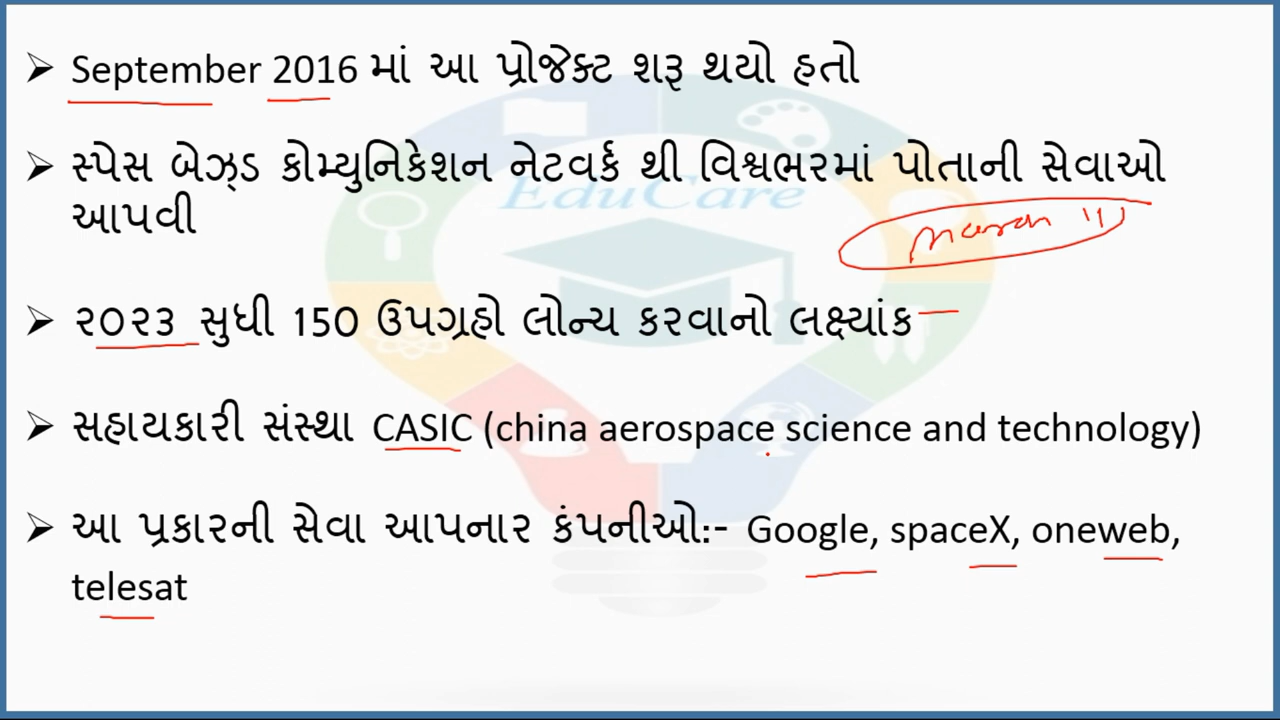 ➢ September 2016 માં આ પ્રોજેક્ટ શરૂ થયો હતો
➢ સ્પેસ બેઝ્ડ કોમ્યુનિકેશન નેટવર્ક થી વિશ્વભરમાં પોતાની સેવાઓ
આપવી
EduCare
➢ ૨૦૨૩ સુધી 150 ઉપગ્રહો લોન્ચ કરવાનો લક્ષ્યાંક
➢ સહાયકારી સંસ્થા CASIC (china aerospace science and technology)
➢ આ પ્રકારની સેવા આપનાર કંપનીઓ:- Google, spaceX, oneweb,
telesat